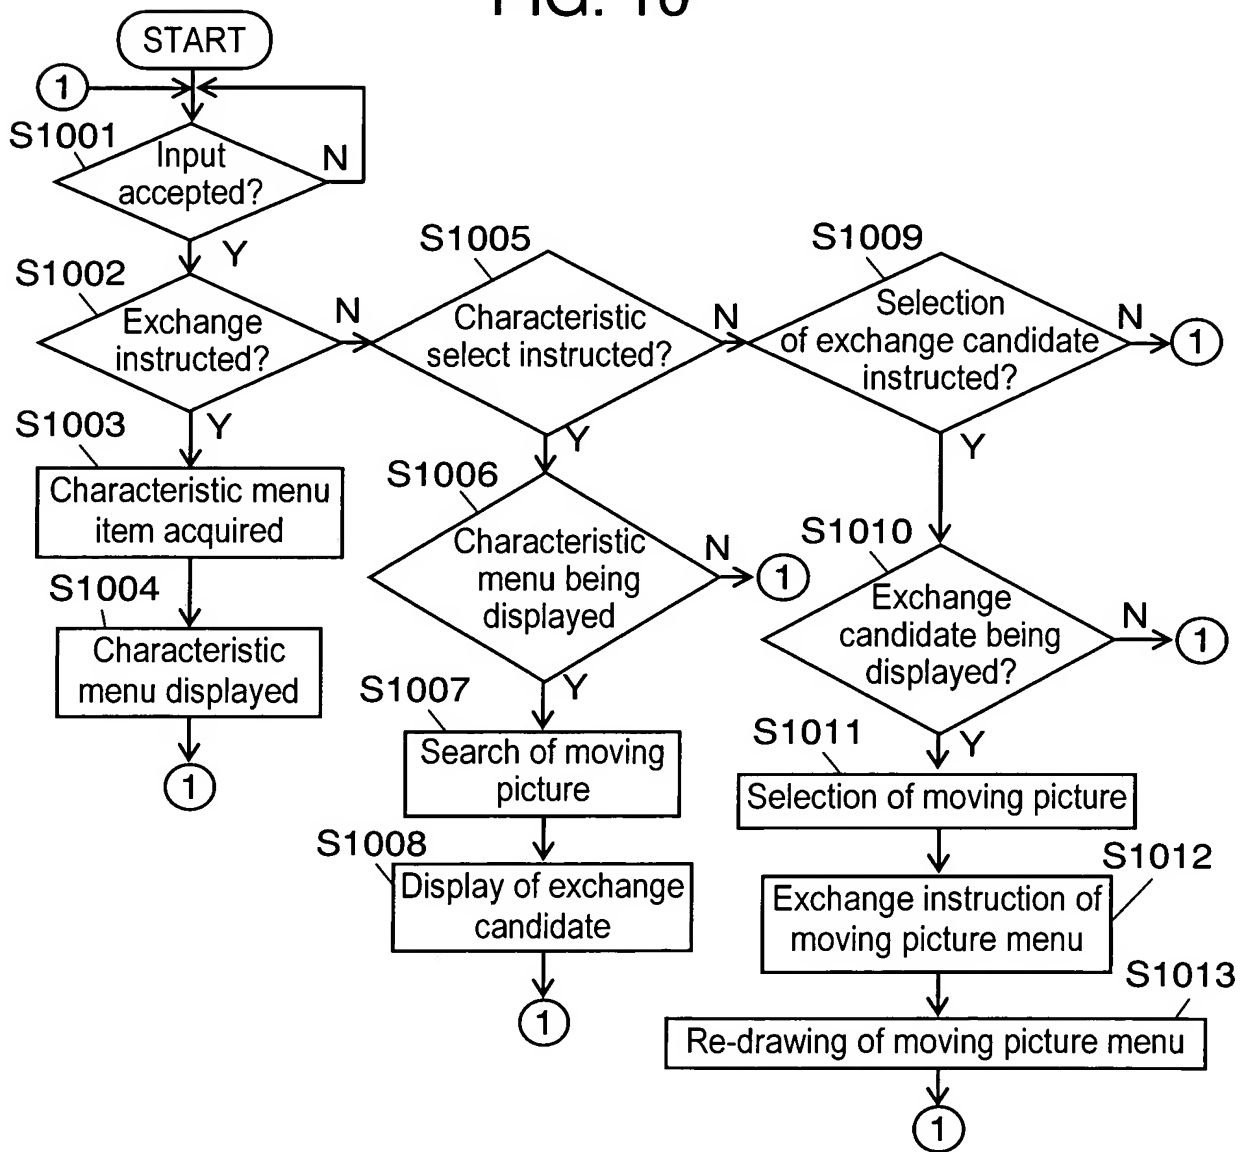 START
1
S1001
Input
accepted?
N
Y
S1002
Exchange
instructed?
N
Y
S1003
Characteristic menu
item acquired
S1004
Characteristic
menu displayed
1
S1005
Characteristic
select instructed?
N
Y
S1006
Characteristic
menu being
displayed
N
1
Y
S1007
Search of moving
picture
S1008
Display of exchange
candidate
1
S1009
Selection
of exchange candidate
instructed?
N
1
Y
S1010
Exchange
candidate being
displayed?
N
1
Y
S1011
Selection of moving picture
S1012
Exchange instruction of
moving picture menu
S1013
Re-drawing of moving picture menu
1